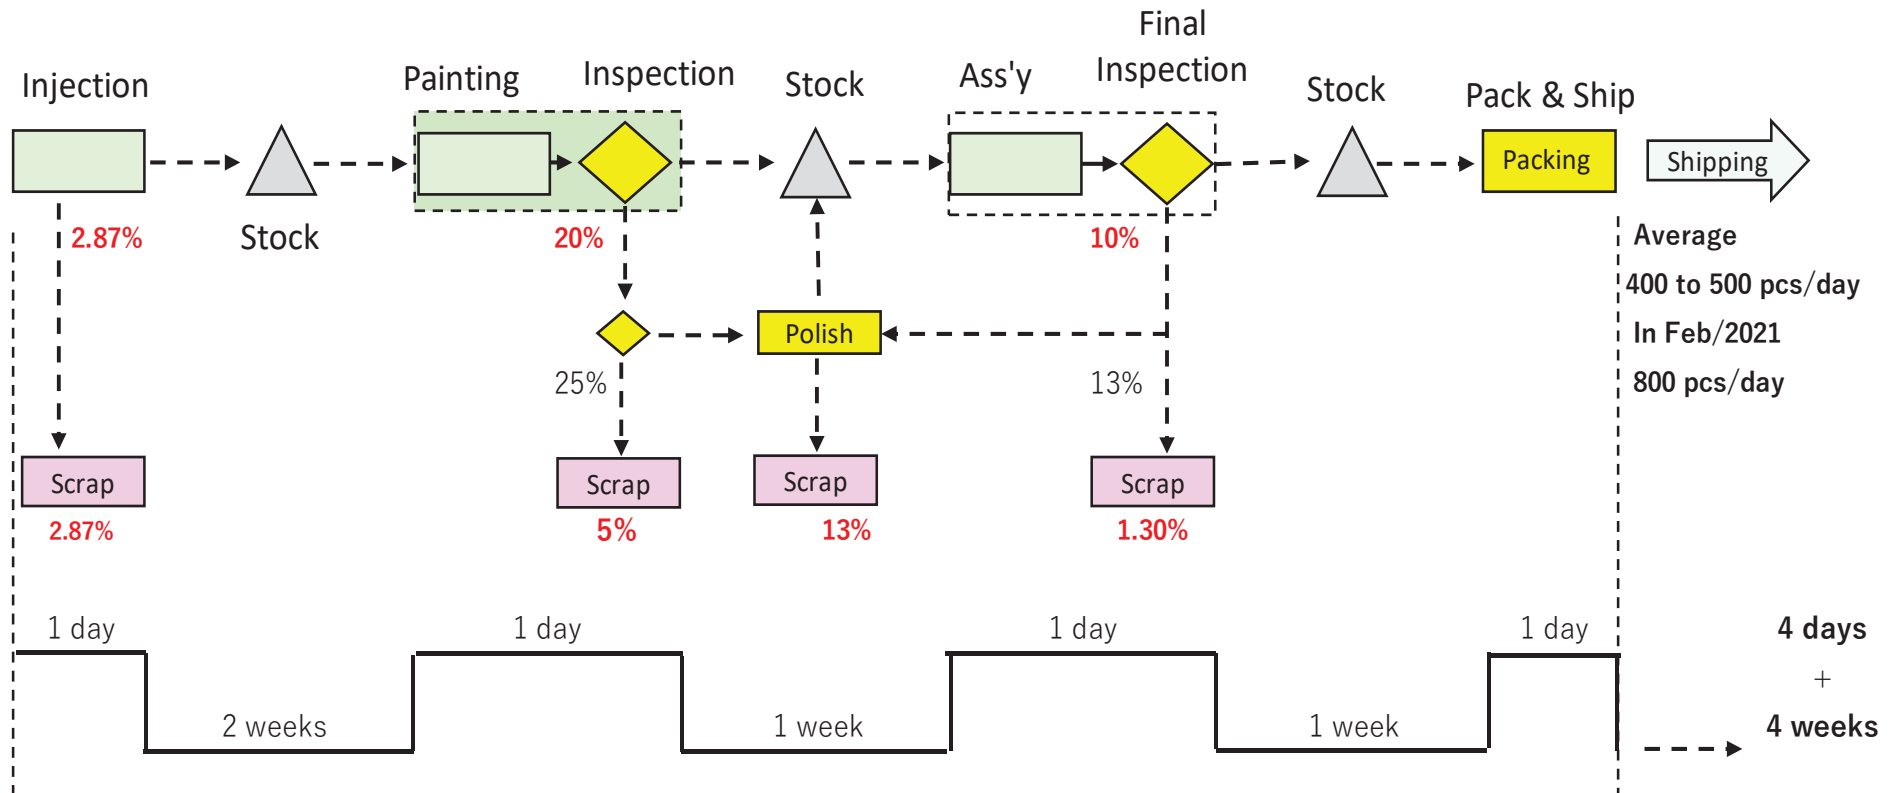 Injection
Stock
Painting
Inspection
Stock
Ass'y
Final
Inspection
Stock
Pack & Ship
Packing
Shipping
2.87%
20%
10%
Average
400 to 500 pcs/day
In Feb/2021
800 pcs/day
Polish
25%
13%
Scrap
Scrap
Scrap
Scrap
2.87%
5%
13%
1.30%
1 day
1 day
1 day
1 day
2 weeks
1 week
1 week
4 days
+
4 weeks